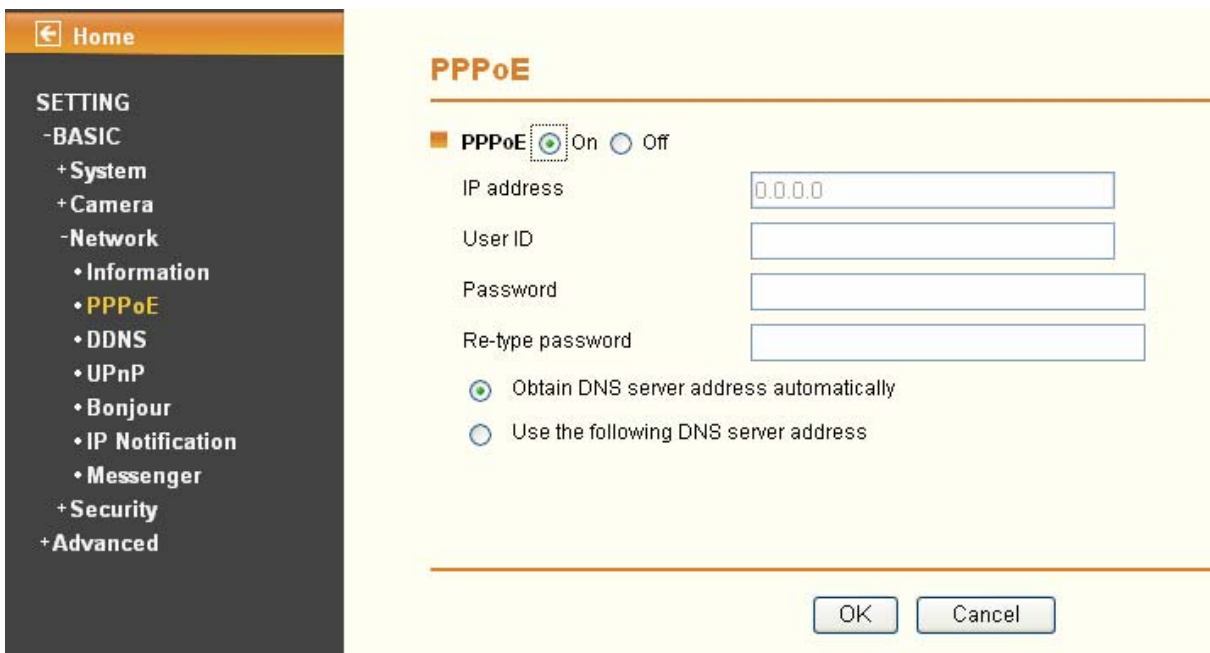 Home
SETTING
-BASIC
+System
+Camera
-Network
•Information
•PPPoE
•DDNS
•UPnP
•Bonjour
•IP Notification
•Messenger
+Security
+Advanced
PPPoE
PPPoE On Off
IP address 0.0.0.0
User ID
Password
Re-type password
Obtain DNS server address automatically
Use the following DNS server address
OK Cancel